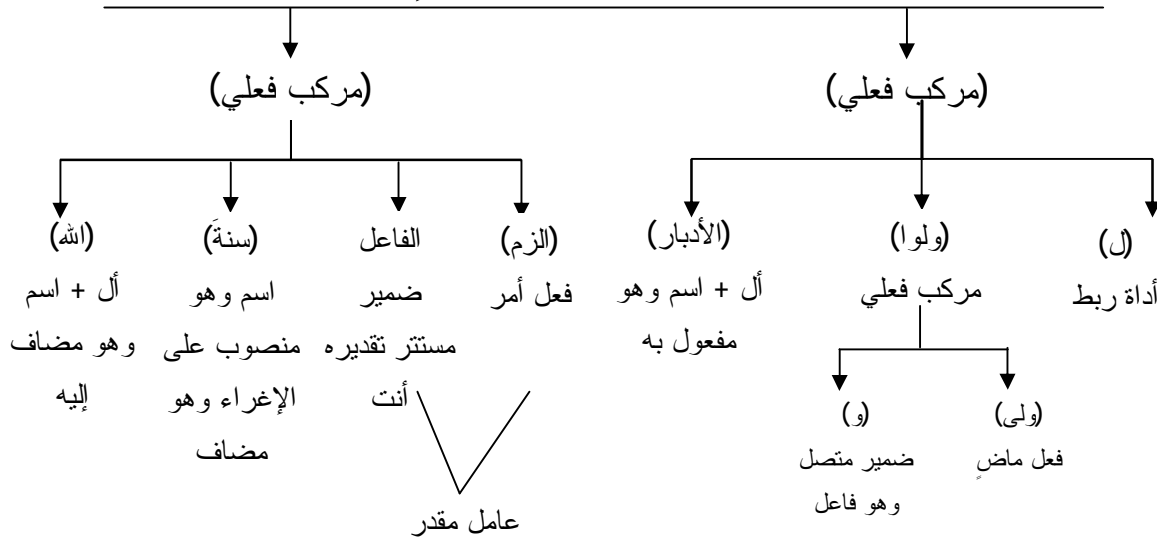 (مركب فعلي)
(مركب فعلي)
(ل)
أداة ربط
(ولوا)
مركب فعلي
(الأدبار)
أل + اسم وهو
مفعول به
(ولى)
فعل ماضٍ
(و)
ضمير متصل
وهو فاعل
(الزم)
فعل أمر
الفاعل
ضمير
مستتر تقديره
أنت
(سنةَ)
اسم وهو
منصوب على
الإغراء وهو
مضاف
(الله)
أل + اسم
وهو مضاف
إليه
عامل مقدر